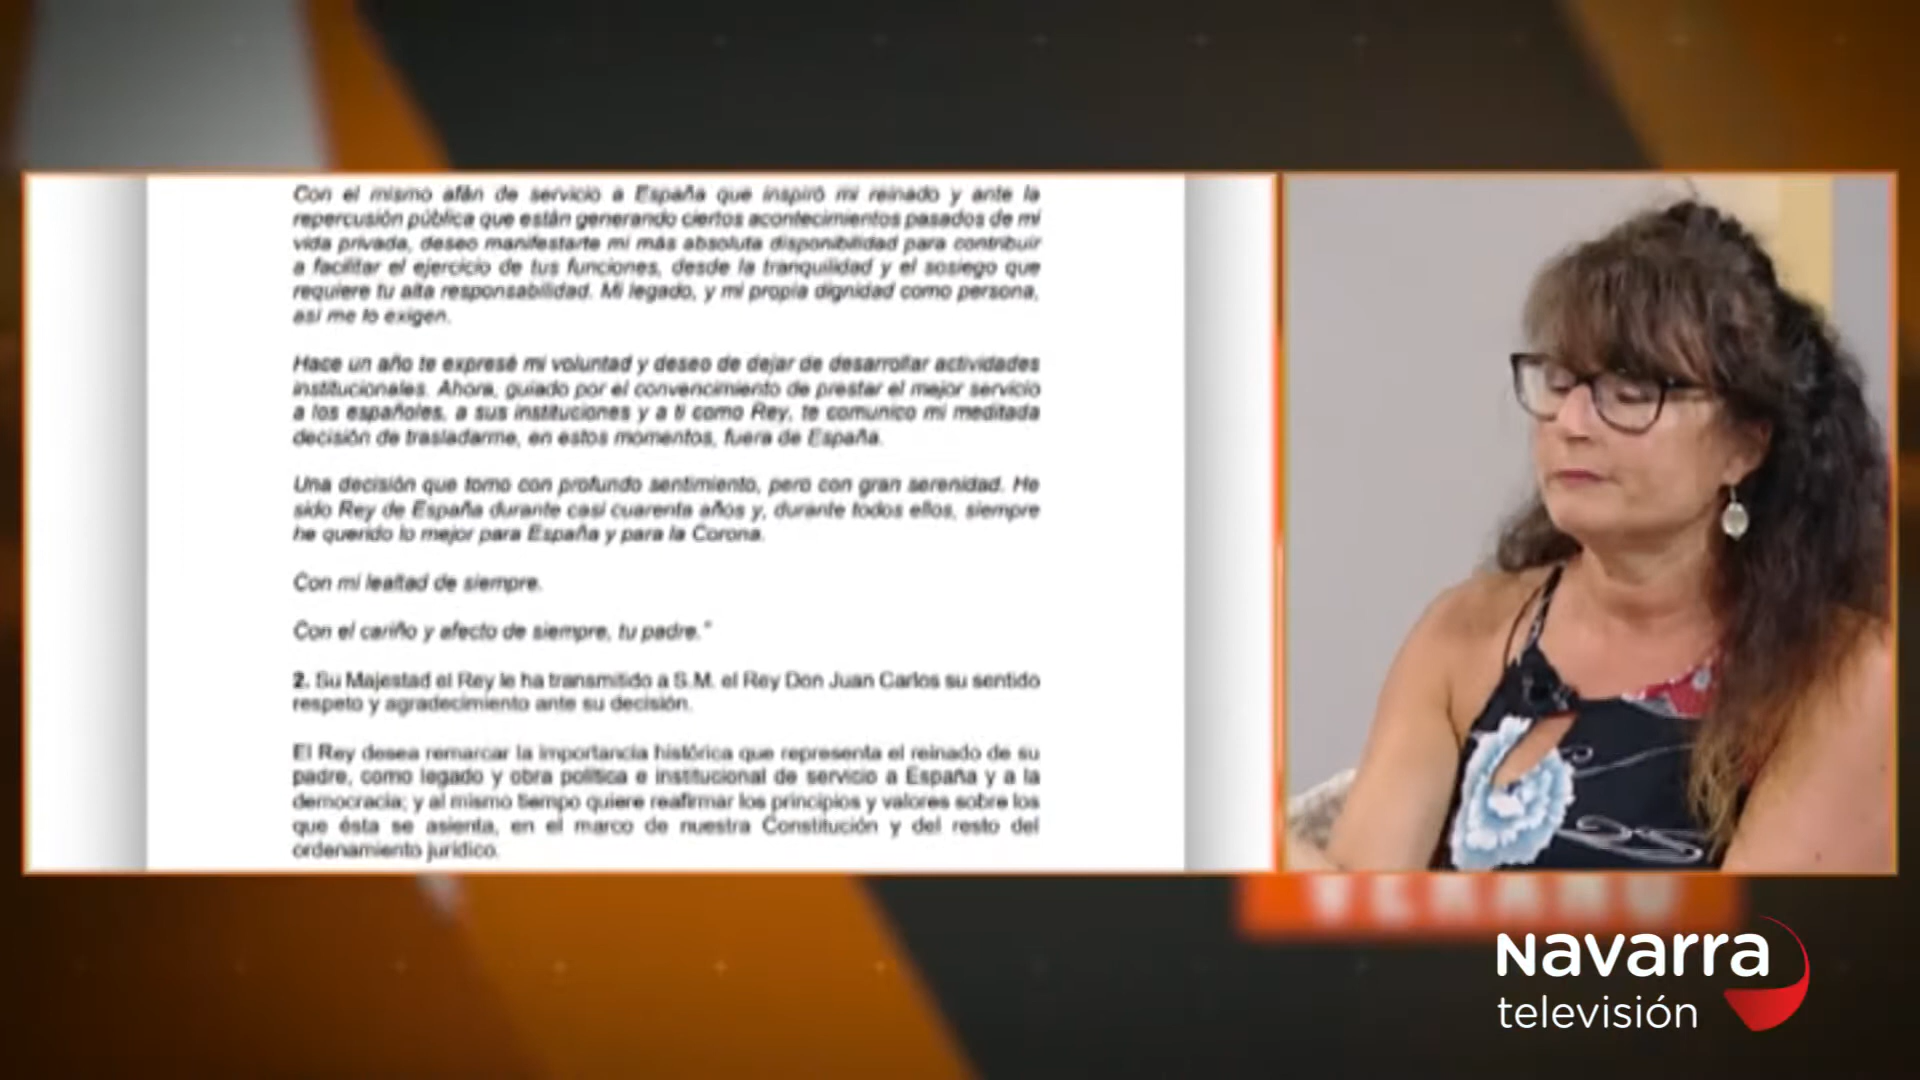 Con el mismo afán de servicio a España que inspiró mi reinado y ante la
repercusión pública que están generando ciertos acontecimientos pasados de mi
vida privada, deseo manifestarte mi más absoluta disponibilidad para contribuir
a facilitar el ejercicio de tus funciones, desde la tranquilidad y el sosiego que
requiere tu alta responsabilidad. Mi legado, y mi propia dignidad como persona,
así me lo exigen.
Hace un año te expresé mi voluntad y deseo de dejar de desarrollar actividades
institucionales. Ahora, guiado por el convencimiento de prestar el mejor servicio
a los españoles, a sus instituciones y a ti como Rey, te comunico mi meditada
decisión de trasladarme, en estos momentos, fuera de España.
Una decisión que tomo con profundo sentimiento, pero con gran serenidad. He
sido Rey de España durante casi cuarenta años y, durante todos ellos, siempre
he querido lo mejor para España y para la Corona.
Con mi lealtad de siempre.
Con el cariño y afecto de siempre, tu padre."
2. Su Majestad el Rey le ha transmitido a S.M. el Rey Don Juan Carlos su sentido
respeto y agradecimiento ante su decisión.
El Rey desea remarcar la importancia histórica que representa el reinado de su
padre, como legado y obra política e institucional de servicio a España y a la
democracia; y al mismo tiempo quiere reafirmar los principios y valores sobre los
que ésta se asienta, en el marco de nuestra Constitución y del resto del
ordenamiento jurídico.
VERANO
Navarra
televisión